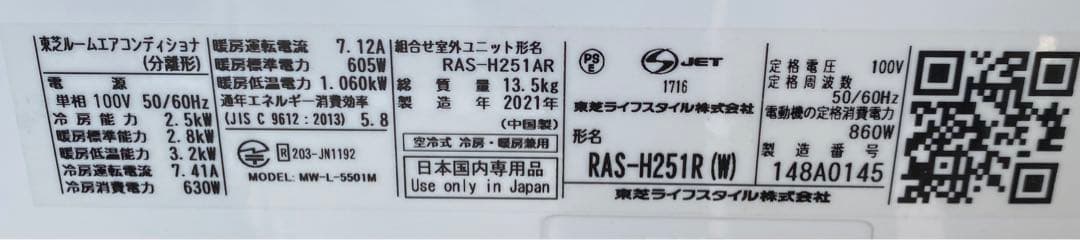 東芝ルームエアコンディショナ
(分離形)
電源
単相 100V 50/60Hz
冷房能力 2.5kW
暖房標準能力 2.8kW
暖房低温能力 3.2kW
冷房運転電流 7.41A
冷房消費電力 630W
暖房運転電流 7.12A
暖房標準電力 605W
暖房低温電力 1.060kW
通年エネルギー消費効率
(JIS C 9612:2013) 5.8
R 203-JN1192
MODEL: MW-L-5501M
組合せ室外ユニット形名
RAS-H251AR
総質量 13.5kg
製造年 2021年
(中国製)
空冷式 冷房・暖房兼用
日本国内専用品
Use only in Japan
PS
E
JET
1716
東芝ライフスタイル株式会社
形名
RAS-H251R(W)
東芝ライフスタイル株式会社
定格電圧 100V
定格周波数
50/60Hz
電動機の定格消費電力
860W
製造番号
148A0145